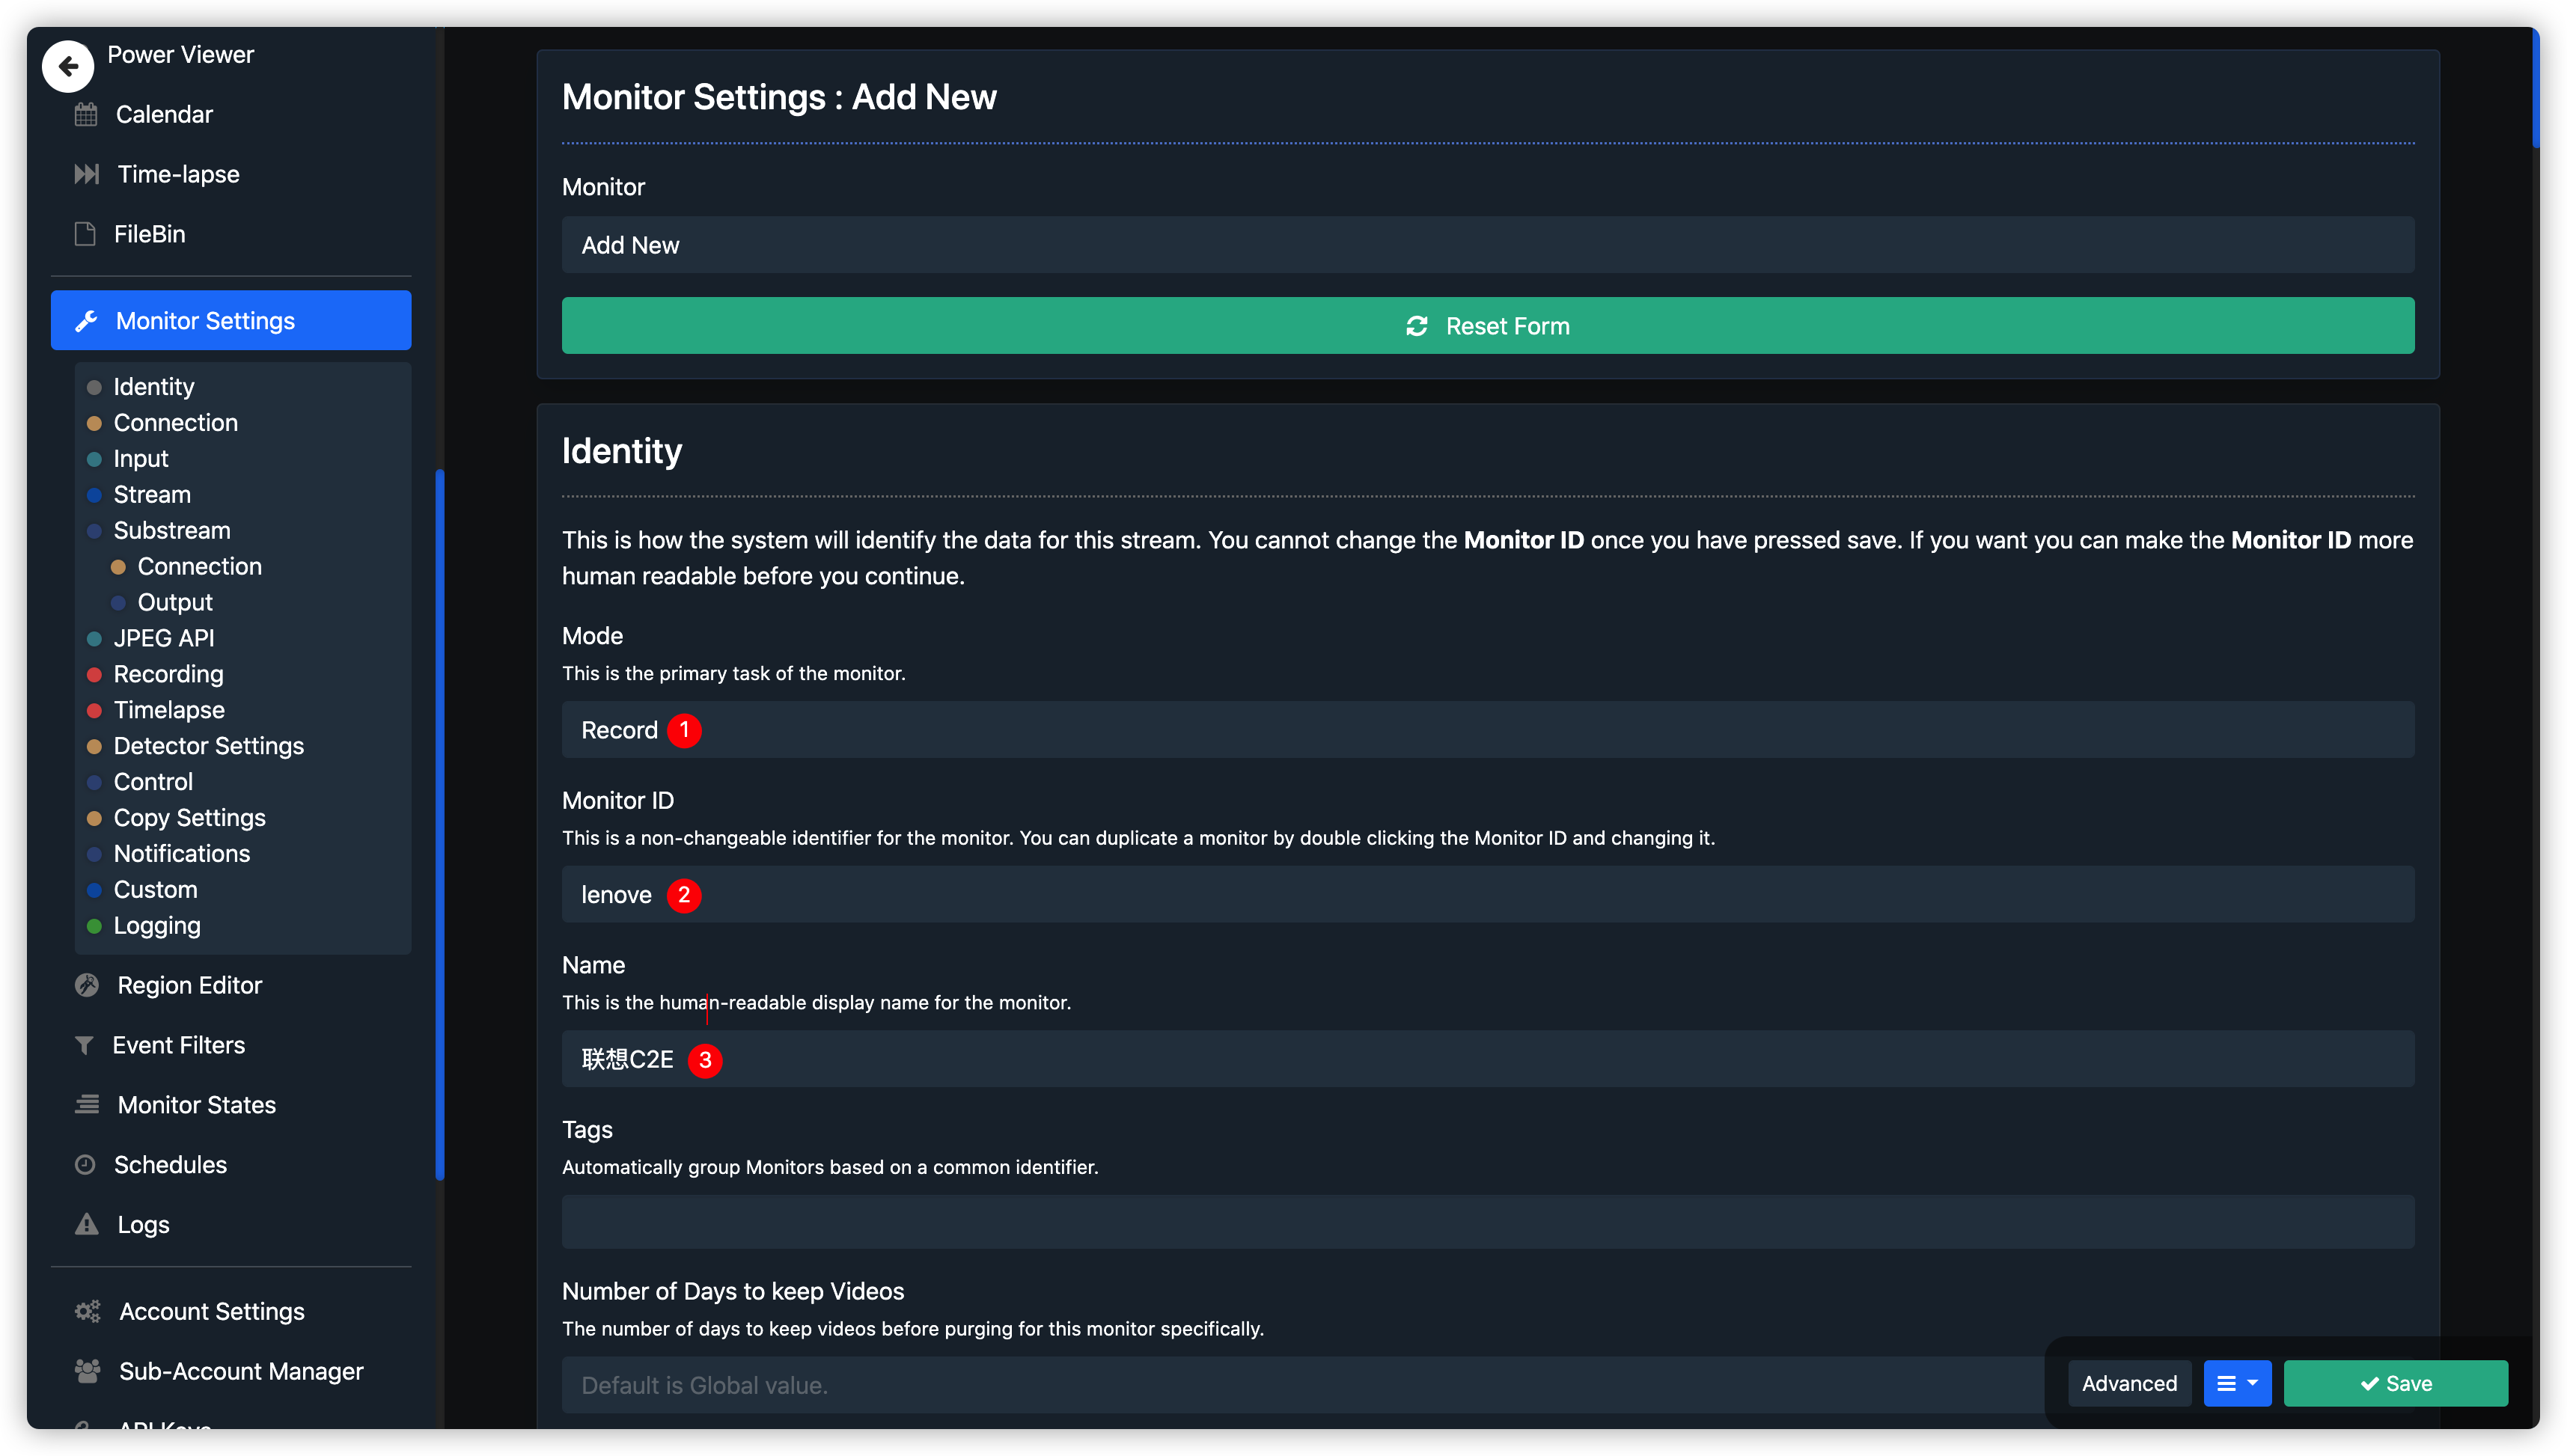 Power Viewer
Calendar
Time-lapse
FileBin
Monitor Settings
Identity
Connection
Input
Stream
Substream
Connection
Output
JPEG API
Recording
Timelapse
Detector Settings
Control
Copy Settings
Notifications
Custom
Logging
Region Editor
Event Filters
Monitor States
Schedules
Logs
Account Settings
Sub-Account Manager
API Keys
Monitor Settings : Add New
Monitor
Add New
Reset Form
Identity
This is how the system will identify the data for this stream. You cannot change the Monitor ID once you have pressed save. If you want you can make the Monitor ID more
human readable before you continue.
Mode
This is the primary task of the monitor.
Record 1
Monitor ID
This is a non-changeable identifier for the monitor. You can duplicate a monitor by double clicking the Monitor ID and changing it.
lenove 2
Name
This is the human-readable display name for the monitor.
联想C2E 3
Tags
Automatically group Monitors based on a common identifier.
Number of Days to keep Videos
The number of days to keep videos before purging for this monitor specifically.
Default is Global value.
Advanced
Save